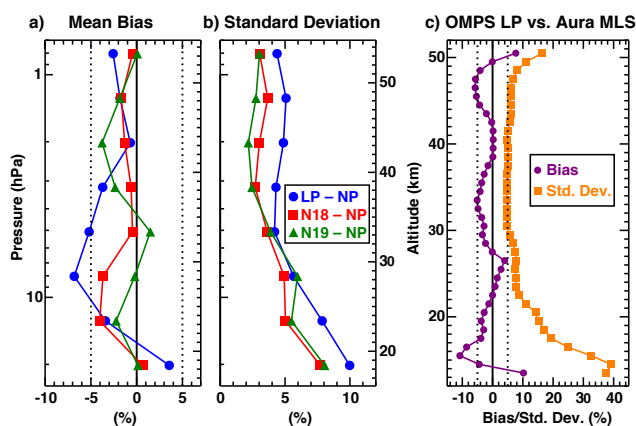 a) Mean Bias
b) Standard Deviation
c) OMPS LP vs. Aura MLS
Pressure (hPa)
1
10
-10 -5 0 5
(%)
LP – NP
N18 – NP
N19 – NP
0 5 10
(%)
50
40
30
20
Altitude (km)
50
40
30
20
Bias
Std. Dev.
-10 0 10 20 30 40
Bias/Std. Dev. (%)